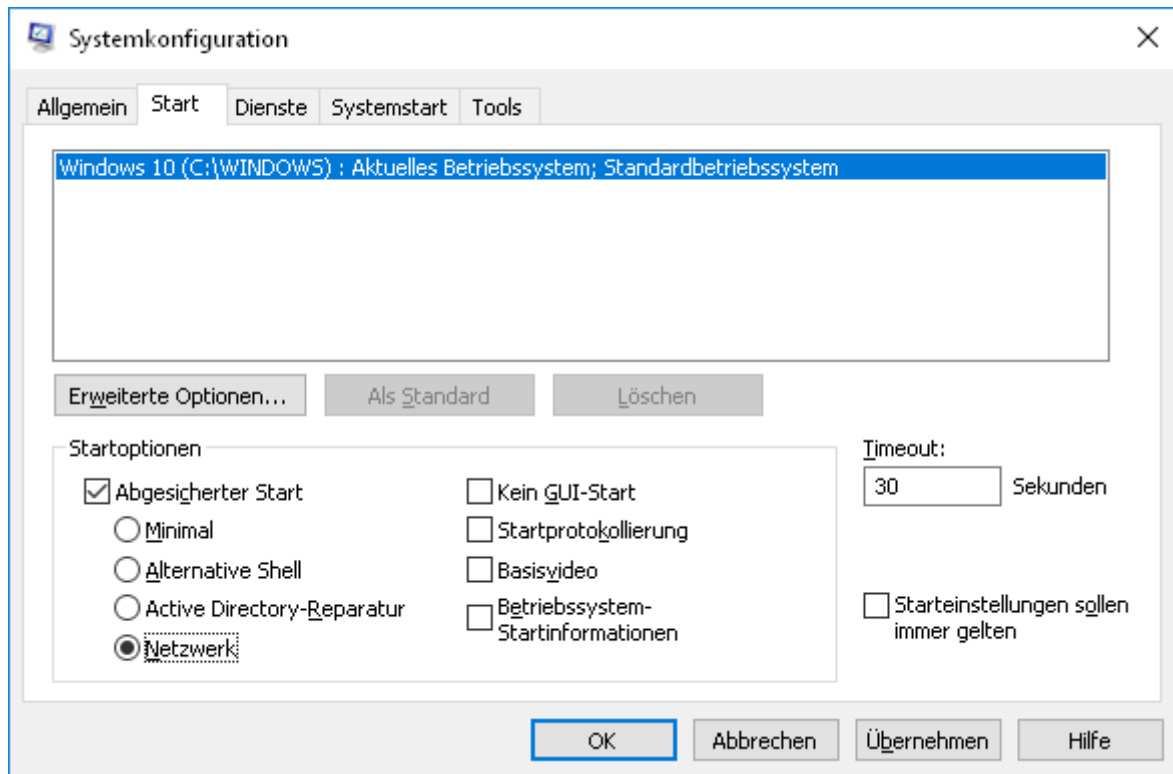 Systemkonfiguration
Allgemein Start Dienste Systemstart Tools
Windows 10 (C:\WINDOWS) : Aktuelles Betriebssystem; Standardbetriebssystem
Erweiterte Optionen... Als Standard Löschen
Startoptionen
Abgesicherter Start
Minimal
Alternative Shell
Active Directory-Reparatur
Netzwerk
Kein GUI-Start
Startprotokollierung
Basisvideo
Betriebssystem-
Startinformationen
Timeout:
30 Sekunden
Starteinstellungen sollen
immer gelten
OK Abbrechen Übernehmen Hilfe